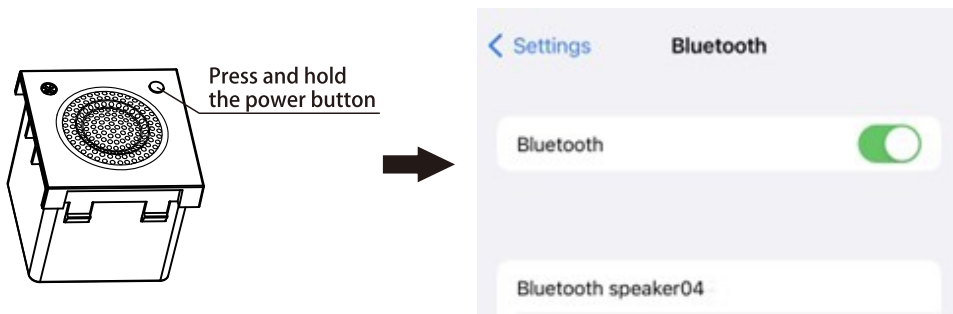 Press and hold
the power button
Settings
Bluetooth
Bluetooth
Bluetooth speaker04